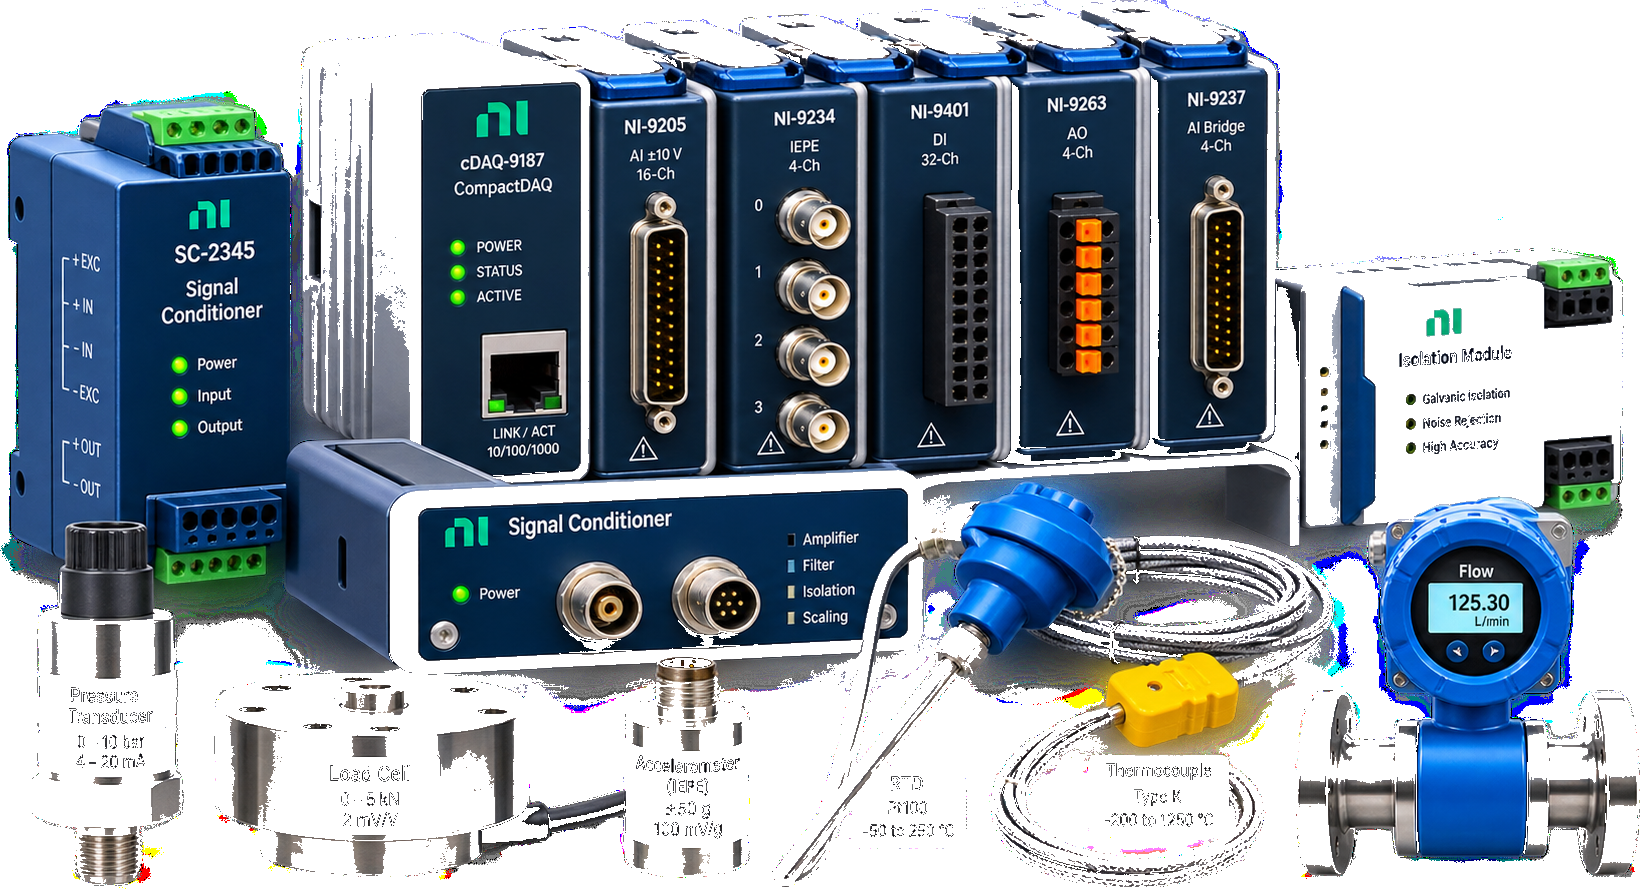 NI
SC-2345
Signal
Conditioner
+ EXC
+ IN
- IN
- EXC
+ OUT
- OUT
Power
Input
Output
NI
cDAQ-9187
CompactDAQ
POWER
STATUS
ACTIVE
LINK / ACT
10/100/1000
NI-9205
AI ±10 V
16-Ch
NI-9234
IEPE
4-Ch
0
1
2
3
NI-9401
DI
32-Ch
NI-9263
AO
4-Ch
NI-9237
AI Bridge
4-Ch
NI
Isolation Module
Galvanic Isolation
Noise Rejection
High Accuracy
NI
Signal Conditioner
Power
Amplifier
Filter
Isolation
Scaling
Pressure
Transducer
0 - 10 bar
4 - 20 mA
Load Cell
0 - 5 kN
2 mV/V
Accelerometer
(IEPE)
±50 g
100 mV/g
RTD
Pt100
-50 to 250 °C
Thermocouple
Type K
-200 to 1250 °C
Flow
125.30
L/min